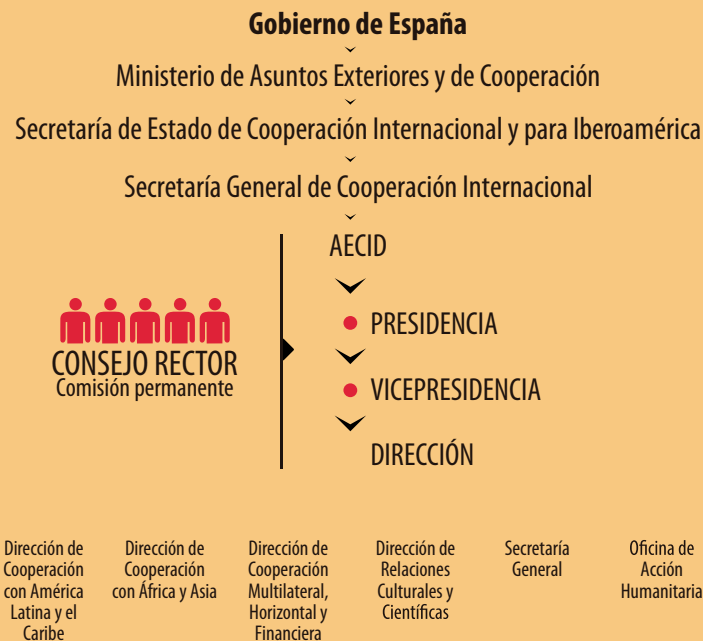 Gobierno de España
Ministerio de Asuntos Exteriores y de Cooperación
Secretaría de Estado de Cooperación Internacional y para Iberoamérica
Secretaría General de Cooperación Internacional
AECID
PRESIDENCIA
VICEPRESIDENCIA
DIRECCIÓN
CONSEJO RECTOR
Comisión permanente
Dirección de
Cooperación
con América
Latina y el
Caribe
Dirección de
Cooperación
con África y Asia
Dirección de
Cooperación
Multilateral,
Horizontal y
Financiera
Dirección de
Relaciones
Culturales y
Científicas
Secretaría
General
Oficina de
Acción
Humanitaria